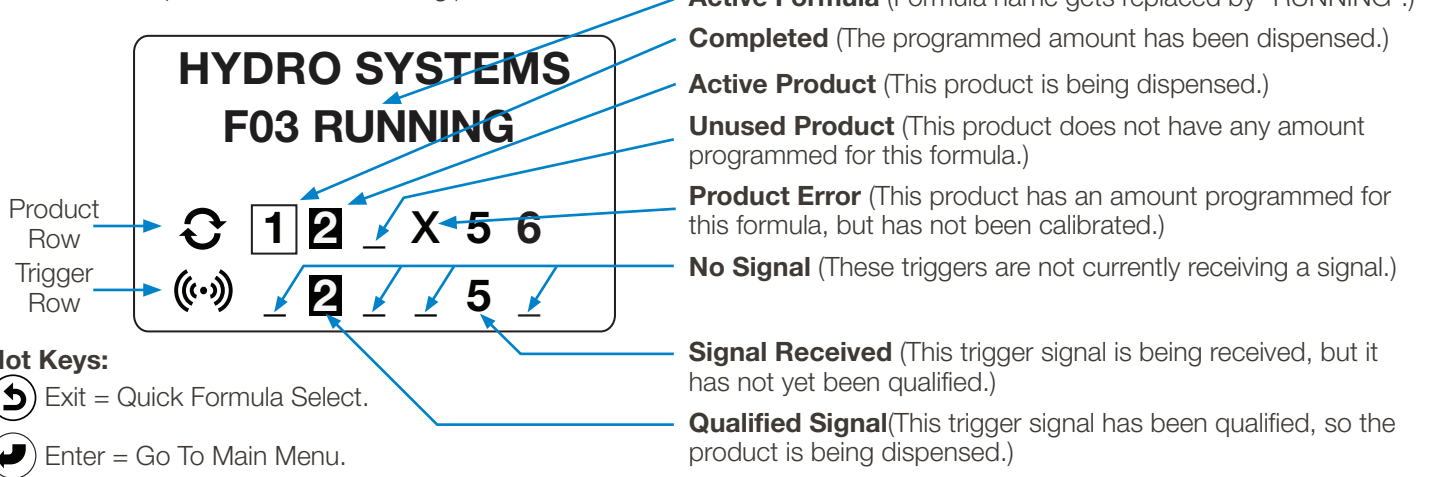 Active Formula (Formula name gets replaced by "RUNNING".)
Completed (The programmed amount has been dispensed.)
HYDRO SYSTEMS
Active Product (This product is being dispensed.)
F03 RUNNING
Unused Product (This product does not have any amount
programmed for this formula.)
Product Error (This product has an amount programmed for
this formula, but has not been calibrated.)
Product
Row
1 2 _ X 5 6
No Signal (These triggers are not currently receiving a signal.)
Trigger
Row
_ 2 _ _ 5 _
Signal Received (This trigger signal is being received, but it
has not yet been qualified.)
Keys:
Exit = Quick Formula Select.
Qualified Signal(This trigger signal has been qualified, so the
product is being dispensed.)
Enter = Go To Main Menu.